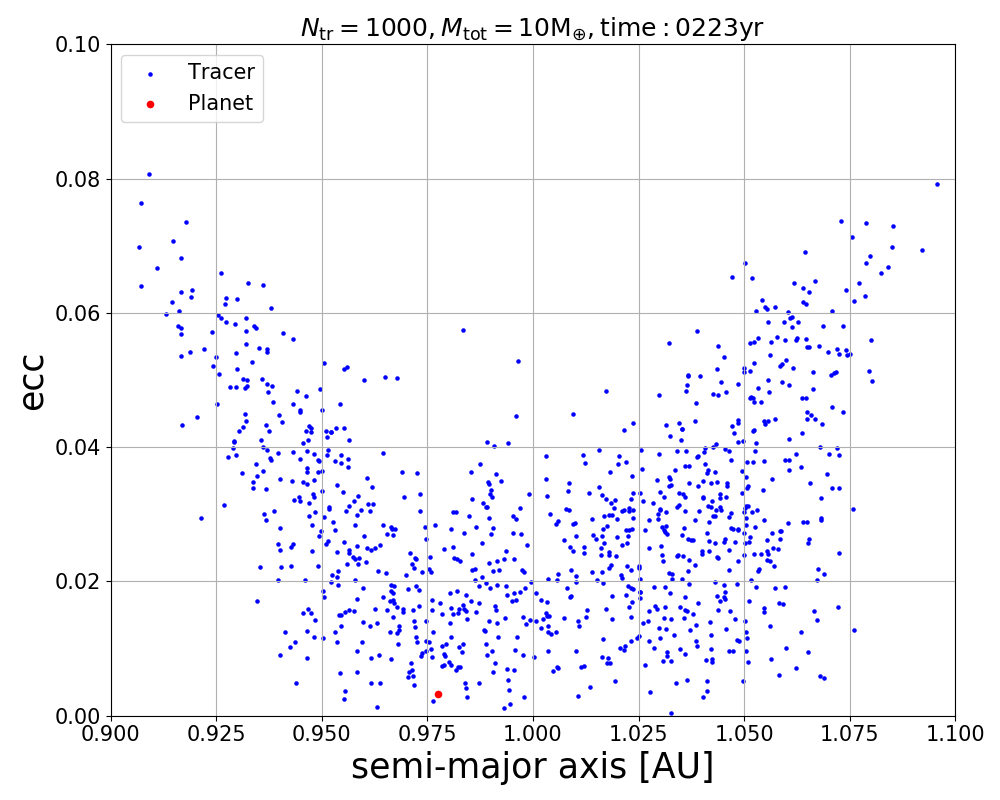 N_tr = 1000, M_tot = 10M_⊕, time : 0223yr
Tracer
Planet
0.10
0.08
0.06
0.04
0.02
0.00
ecc
0.900 0.925 0.950 0.975 1.000 1.025 1.050 1.075 1.100
semi-major axis [AU]